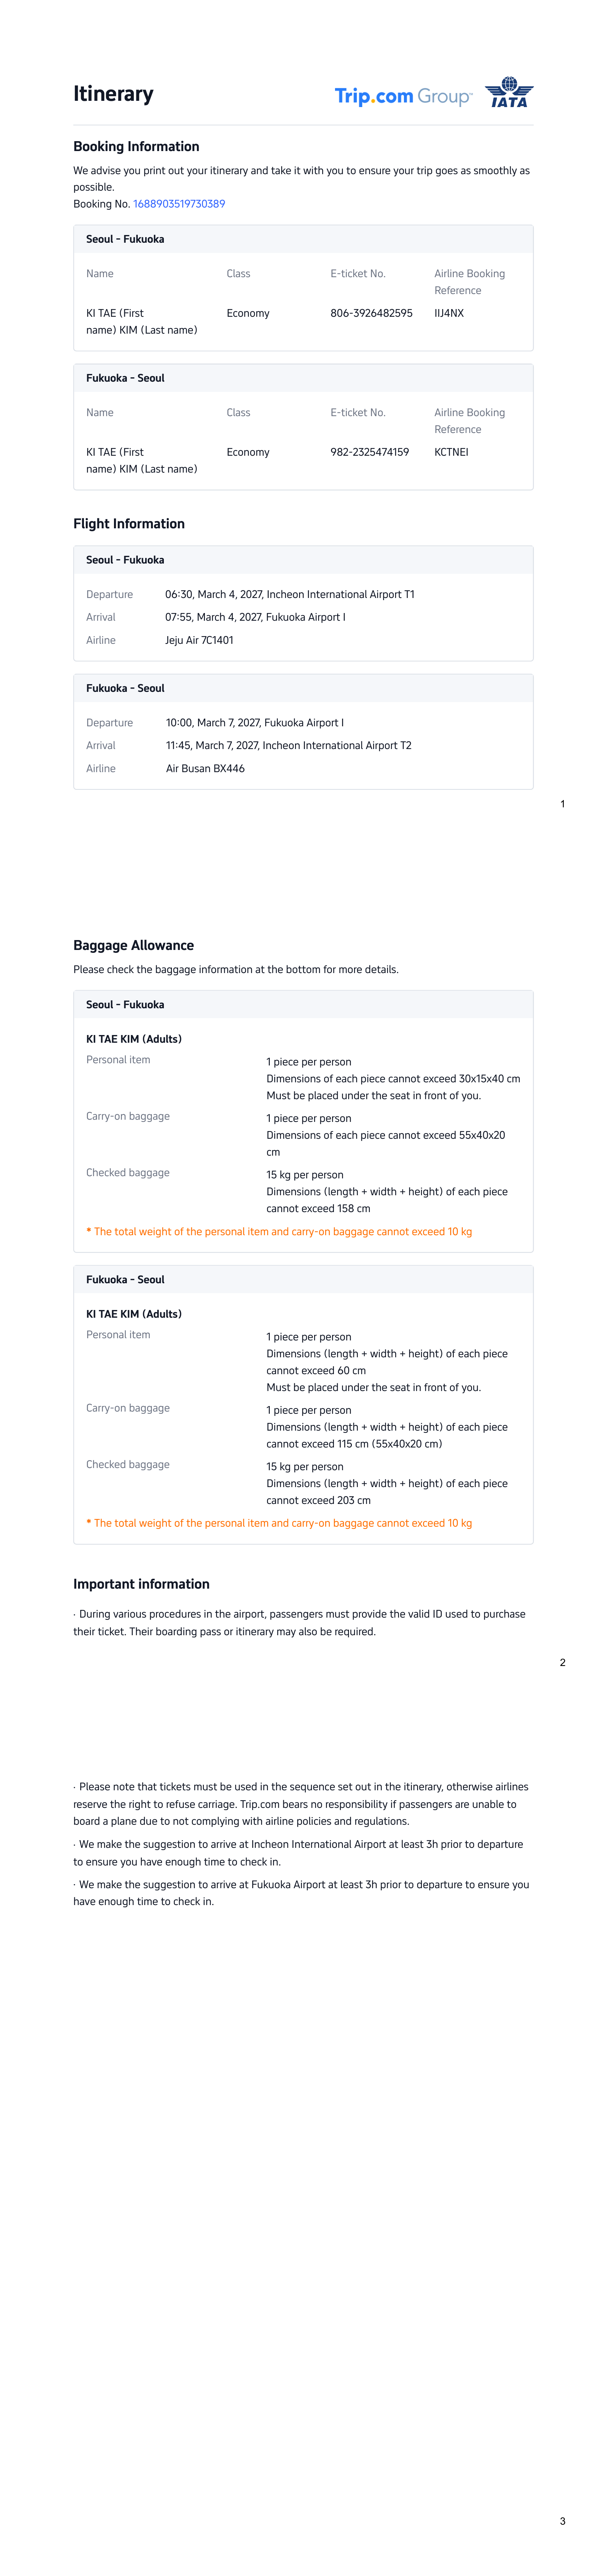 Itinerary
Trip.com Group™
IATA
Booking Information
We advise you print out your itinerary and take it with you to ensure your trip goes as smoothly as
possible.
Booking No. 1688903519730389
Seoul - Fukuoka
Name Class E-ticket No. Airline Booking
Reference
KI TAE (First Economy 806-3926482595 IIJ4NX
name) KIM (Last name)
Fukuoka - Seoul
Name Class E-ticket No. Airline Booking
Reference
KI TAE (First Economy 982-2325474159 KCTNEI
name) KIM (Last name)
Flight Information
Seoul - Fukuoka
Departure 06:30, March 4, 2027, Incheon International Airport T1
Arrival 07:55, March 4, 2027, Fukuoka Airport I
Airline Jeju Air 7C1401
Fukuoka - Seoul
Departure 10:00, March 7, 2027, Fukuoka Airport I
Arrival 11:45, March 7, 2027, Incheon International Airport T2
Airline Air Busan BX446
1
Baggage Allowance
Please check the baggage information at the bottom for more details.
Seoul - Fukuoka
KI TAE KIM (Adults)
Personal item 1 piece per person
Dimensions of each piece cannot exceed 30x15x40 cm
Must be placed under the seat in front of you.
Carry-on baggage 1 piece per person
Dimensions of each piece cannot exceed 55x40x20
cm
Checked baggage 15 kg per person
Dimensions (length + width + height) of each piece
cannot exceed 158 cm
* The total weight of the personal item and carry-on baggage cannot exceed 10 kg
Fukuoka - Seoul
KI TAE KIM (Adults)
Personal item 1 piece per person
Dimensions (length + width + height) of each piece
cannot exceed 60 cm
Must be placed under the seat in front of you.
Carry-on baggage 1 piece per person
Dimensions (length + width + height) of each piece
cannot exceed 115 cm (55x40x20 cm)
Checked baggage 15 kg per person
Dimensions (length + width + height) of each piece
cannot exceed 203 cm
* The total weight of the personal item and carry-on baggage cannot exceed 10 kg
Important information
· During various procedures in the airport, passengers must provide the valid ID used to purchase
their ticket. Their boarding pass or itinerary may also be required.
2
· Please note that tickets must be used in the sequence set out in the itinerary, otherwise airlines
reserve the right to refuse carriage. Trip.com bears no responsibility if passengers are unable to
board a plane due to not complying with airline policies and regulations.
· We make the suggestion to arrive at Incheon International Airport at least 3h prior to departure
to ensure you have enough time to check in.
· We make the suggestion to arrive at Fukuoka Airport at least 3h prior to departure to ensure you
have enough time to check in.
3